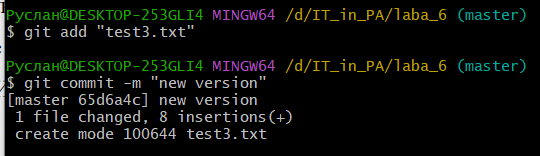 Руслан@DESKTOP-253GLI4 MINGW64 /d/IT_in_PA/laba_6 (master)
$ git add "test3.txt"
Руслан@DESKTOP-253GLI4 MINGW64 /d/IT_in_PA/laba_6 (master)
$ git commit -m "new version"
[master 65d6a4c] new version
 1 file changed, 8 insertions(+)
 create mode 100644 test3.txt